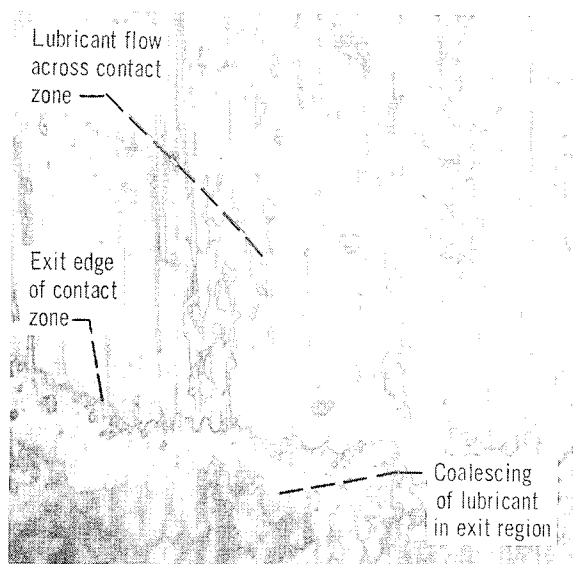 Lubricant flow
across contact
zone
Exit edge
of contact
zone
Coalescing
of lubricant
in exit region